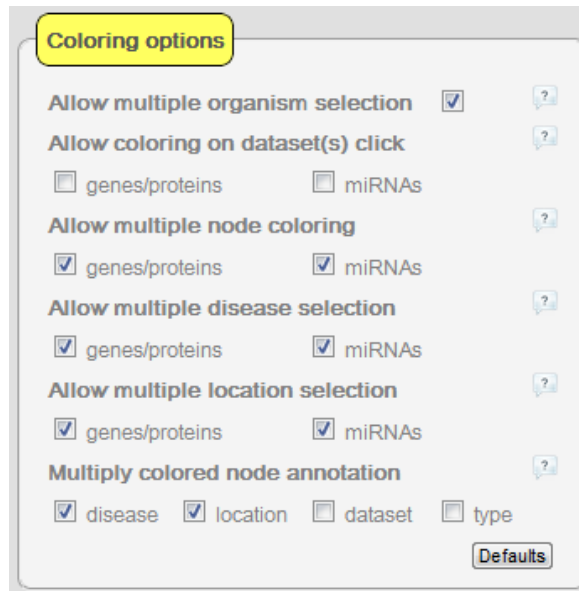 Coloring options
Allow multiple organism selection ?
Allow coloring on dataset(s) click ?
genes/proteins miRNAs
Allow multiple node coloring ?
genes/proteins miRNAs
Allow multiple disease selection ?
genes/proteins miRNAs
Allow multiple location selection ?
genes/proteins miRNAs
Multiply colored node annotation ?
disease location dataset type
Defaults